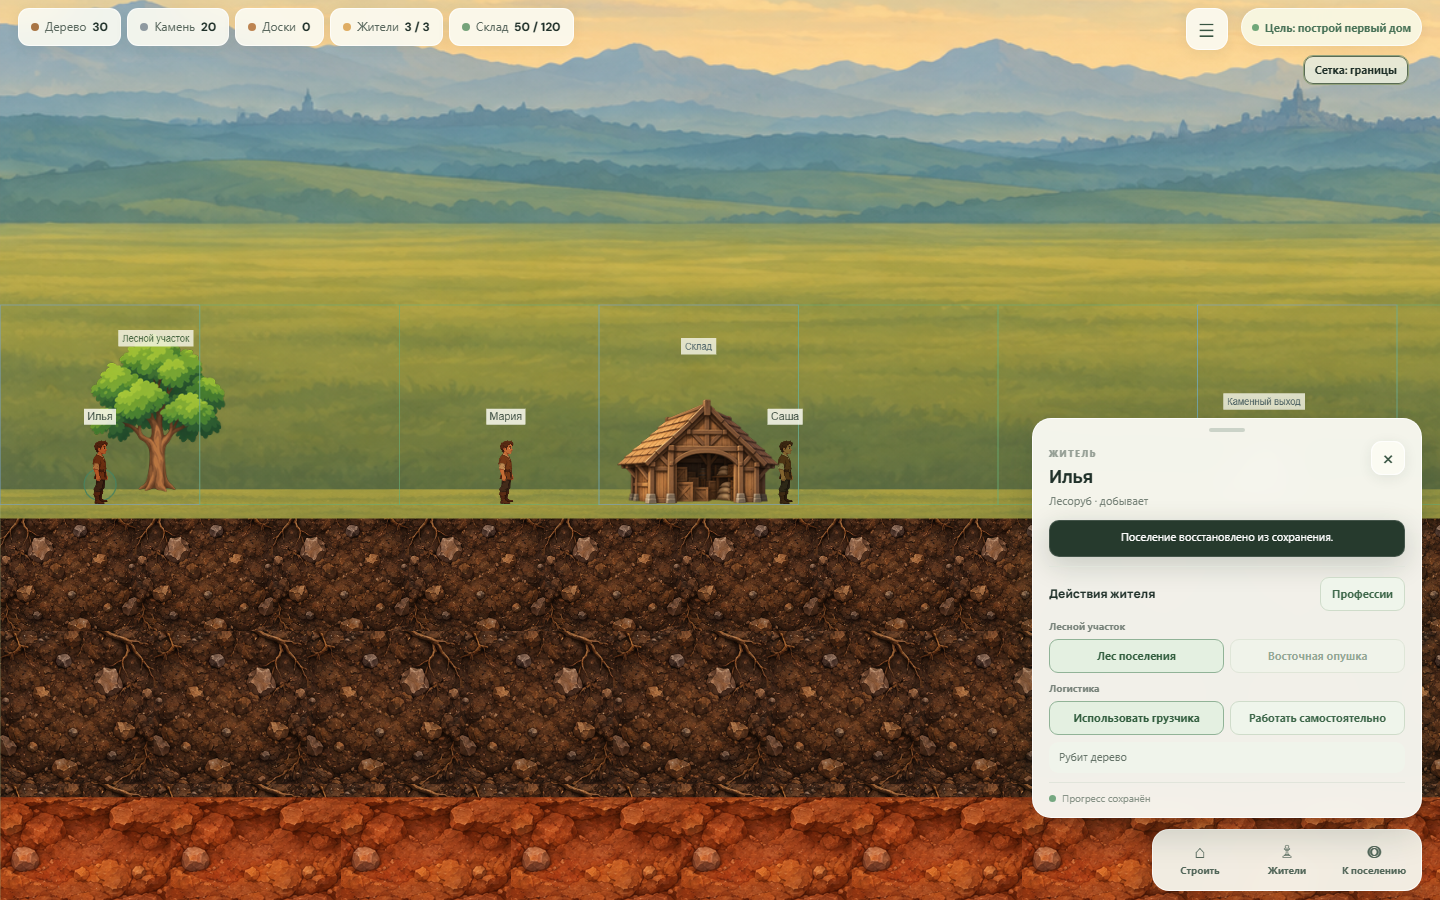 Дерево 30
Камень 20
Доски 0
Жители 3 / 3
Склад 50 / 120
Цель: построй первый дом
Сетка: границы
Лесной участок
Склад
Каменный выход
Илья
Мария
Саша
ЖИТЕЛЬ
Илья
Лесоруб · добывает
Поселение восстановлено из сохранения.
Действия жителя
Профессии
Лесной участок
Лес поселения
Восточная опушка
Логистика
Использовать грузчика
Работать самостоятельно
Рубит дерево
Прогресс сохранён
Строить
Жители
К поселению